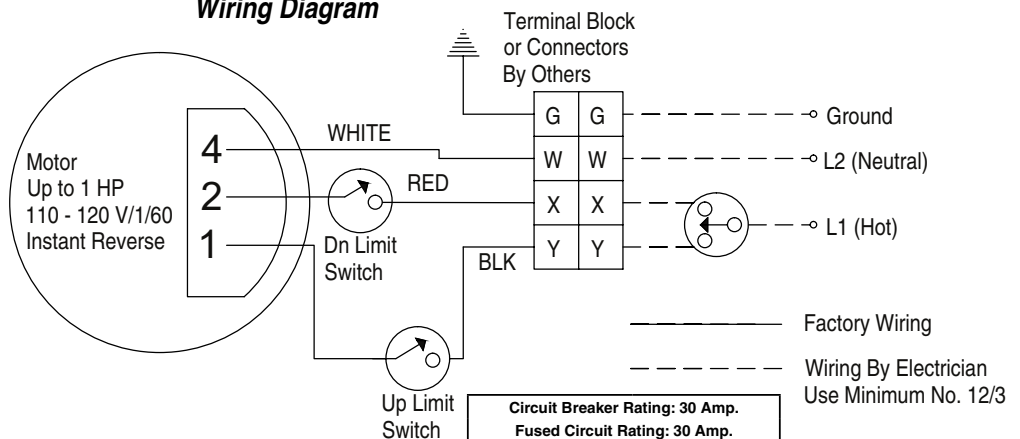 Wiring Diagram
Terminal Block
or Connectors
By Others
G G Ground
WHITE
4
W W L2 (Neutral)
Motor
Up to 1 HP
110 - 120 V/1/60
Instant Reverse
2
RED
X X
L1 (Hot)
1
Dn Limit
Switch
BLK
Y Y
Factory Wiring
Wiring By Electrician
Use Minimum No. 12/3
Up Limit
Switch
Circuit Breaker Rating: 30 Amp.
Fused Circuit Rating: 30 Amp.